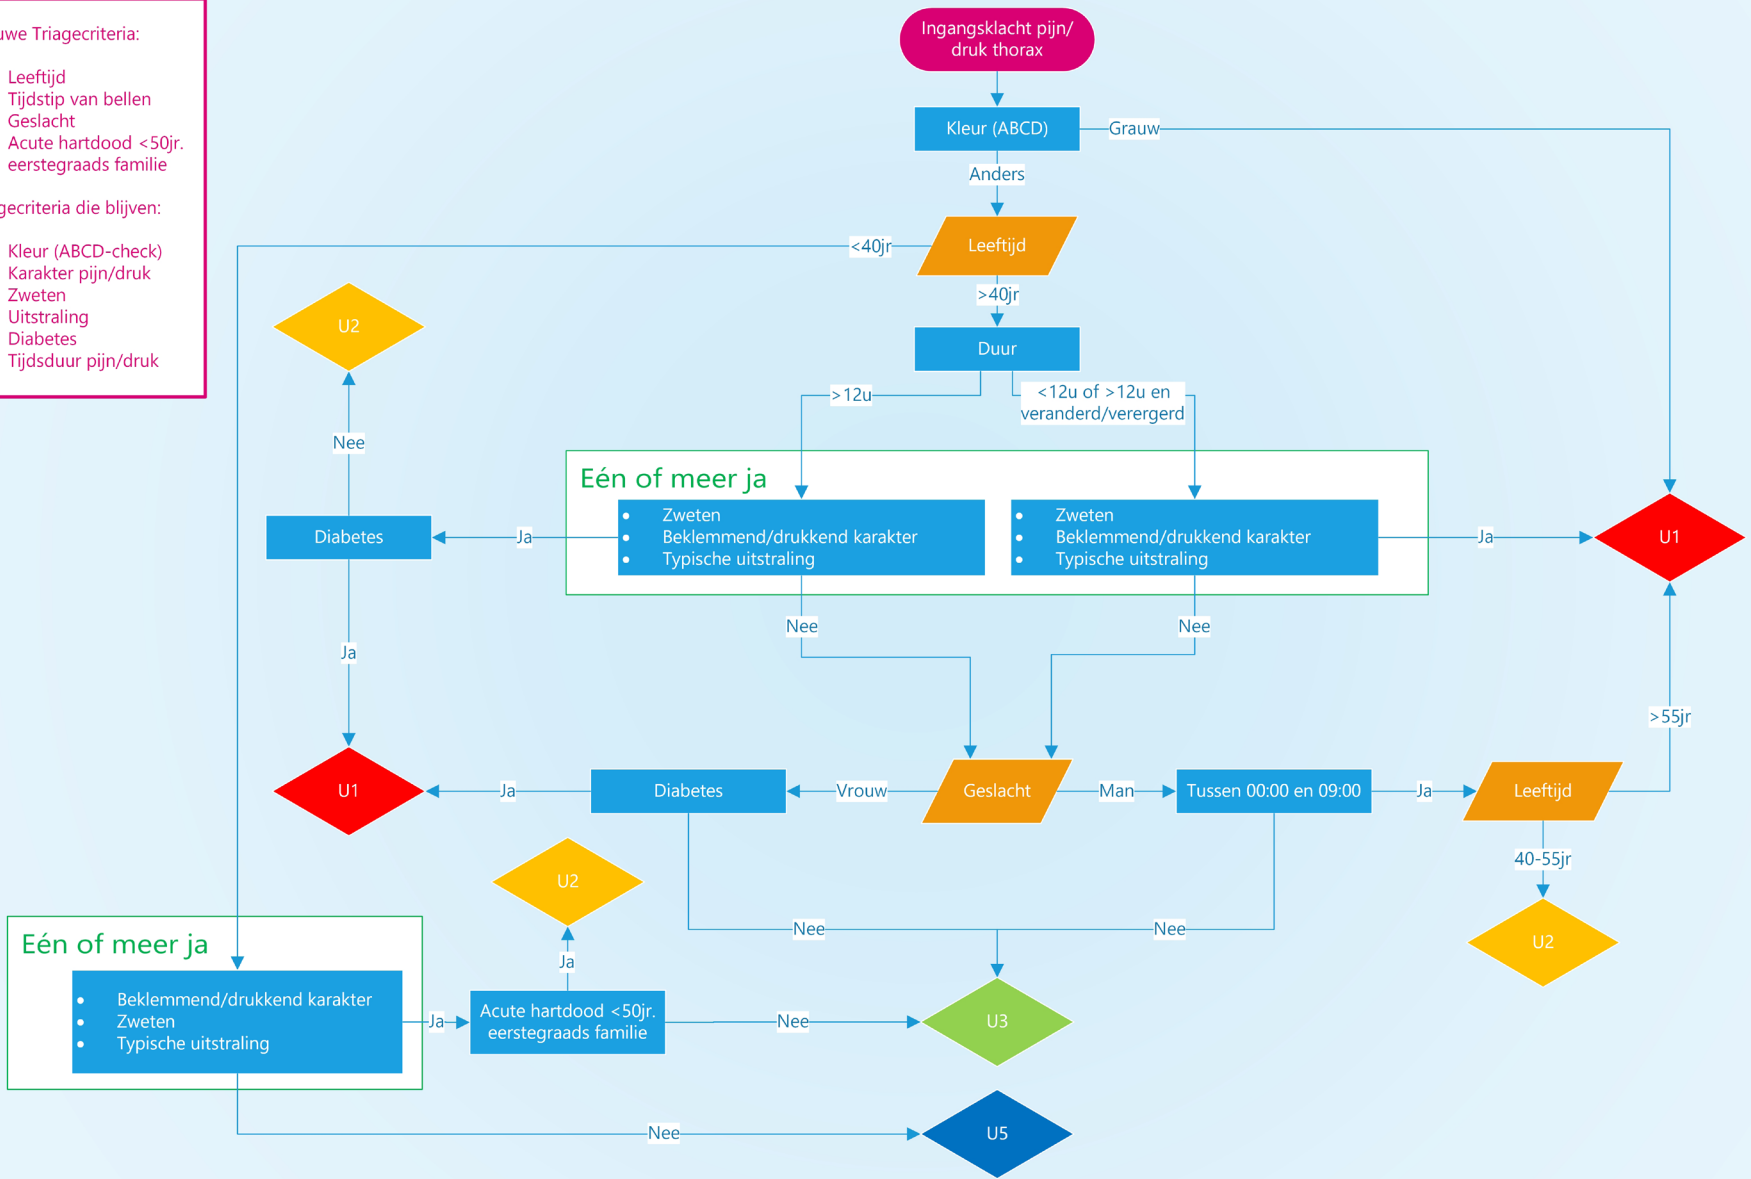 Triagecriteria:
Leeftijd
Tijdstip van bellen
Geslacht
Acute hartdood <50jr.
eerstegraads familie
die blijven:
Kleur (ABCD-check)
Karakter pijn/druk
Zweten
Uitstraling
Diabetes
Tijdsduur pijn/druk
Ingangsklacht pijn/
druk thorax
Kleur (ABCD)
Grauw
Anders
<40jr
Leeftijd
>40jr
U2
Duur
>12u
<12u of >12u en
veranderd/verergerd
Nee
Eén of meer ja
Zweten
Beklemmend/drukkend karakter
Typische uitstraling
Zweten
Beklemmend/drukkend karakter
Typische uitstraling
Diabetes
Ja
Ja
U1
Nee
Nee
Ja
>55jr
U1
Ja
Diabetes
Vrouw
Geslacht
Man
Tussen 00:00 en 09:00
Ja
Leeftijd
40-55jr
U2
Nee
Nee
U2
Eén of meer ja
Ja
Beklemmend/drukkend karakter
Zweten
Typische uitstraling
Ja
Acute hartdood <50jr.
eerstegraads familie
Nee
U3
Nee
U5